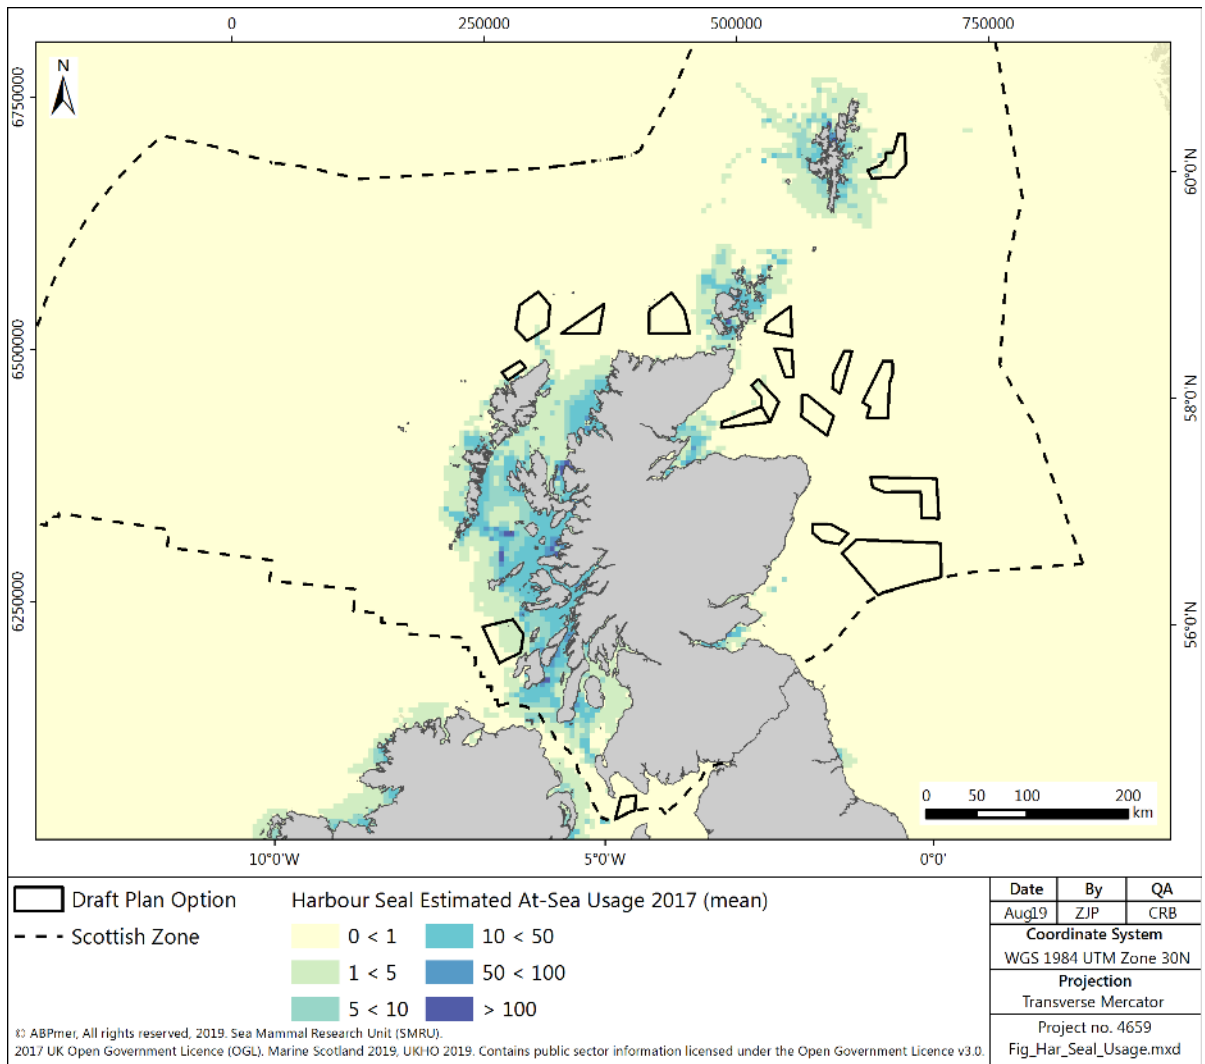 0 250000 500000 750000
N
6750000
6500000
6250000
60°0'N
58°0'N
56°0'N
0 50 100 200
km
10°0'W 5°0'W 0°0'
Draft Plan Option
Scottish Zone
Harbour Seal Estimated At-Sea Usage 2017 (mean)
0 < 1
1 < 5
5 < 10
10 < 50
50 < 100
> 100
Date By QA
Aug19 ZJP CRB
Coordinate System
WGS 1984 UTM Zone 30N
Projection
Transverse Mercator
Project no. 4659
Fig_Har_Seal_Usage.mxd
© ABPmer, All rights reserved, 2019. Sea Mammal Research Unit (SMRU).
2017 UK Open Government Licence (OGL). Marine Scotland 2019, UKHO 2019. Contains public sector information licensed under the Open Government Licence v3.0.